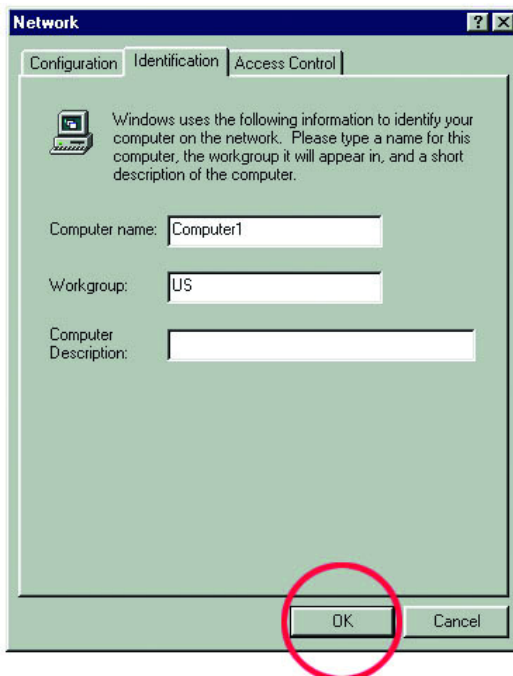 Network
Configuration Identification Access Control
Windows uses the following information to identify your
computer on the network. Please type a name for this
computer, the workgroup it will appear in, and a short
description of the computer.
Computer name: Computer1
Workgroup: US
Computer
Description:
OK Cancel